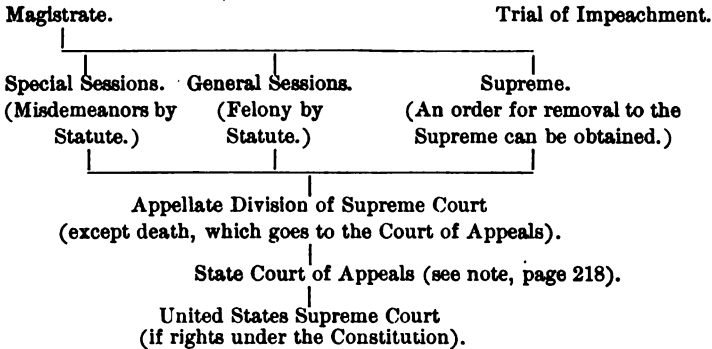 Magistrate. Trial of Impeachment.
Special Sessions. General Sessions. Supreme.
(Misdemeanors by (Felony by (An order for removal to the
Statute.) Statute.) Supreme can be obtained.)
Appellate Division of Supreme Court
(except death, which goes to the Court of Appeals).
State Court of Appeals (see note, page 218).
United States Supreme Court
(if rights under the Constitution).